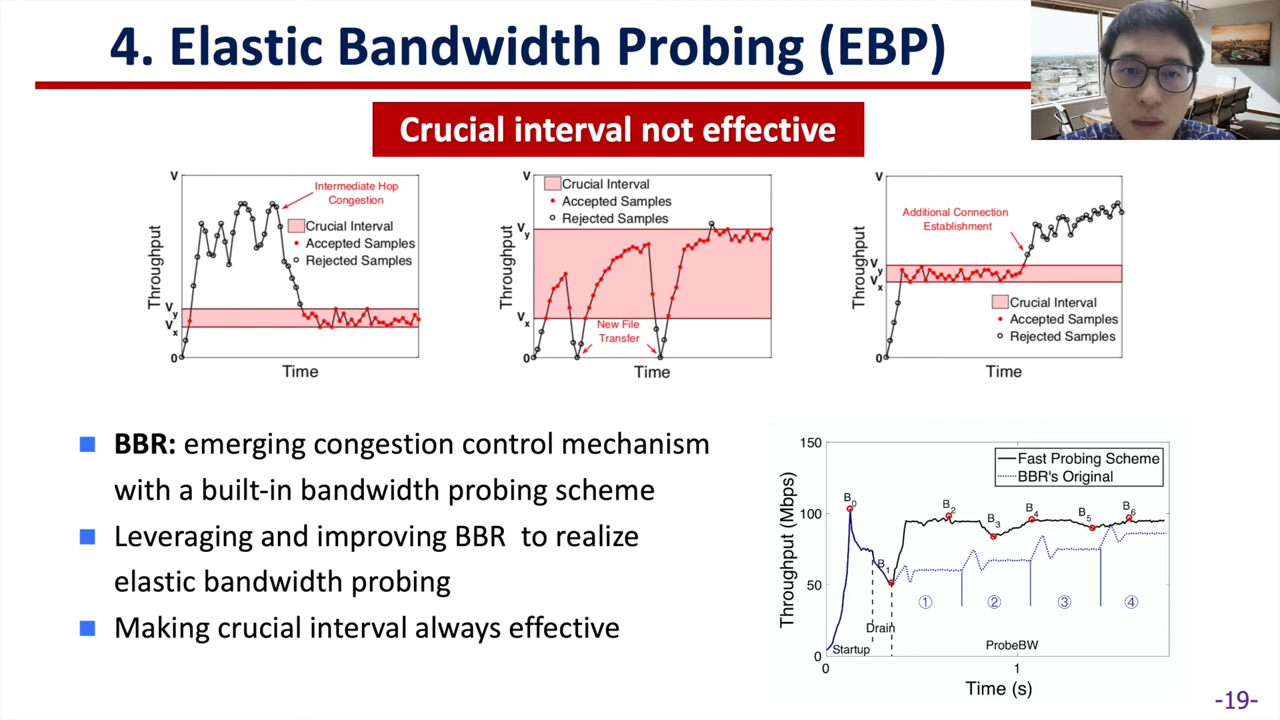 4. Elastic Bandwidth Probing (EBP)
Crucial interval not effective
V
Intermediate Hop
Congestion
Crucial Interval
Accepted Samples
Rejected Samples
Throughput
Vy
Vx
0
Time
V
Crucial Interval
Accepted Samples
Rejected Samples
Vy
Throughput
Vx
New File
Transfer
0
Time
V
Additional Connection
Establishment
Throughput
Vy
Vx
Crucial Interval
Accepted Samples
Rejected Samples
0
Time
BBR: emerging congestion control mechanism
with a built-in bandwidth probing scheme
Leveraging and improving BBR to realize
elastic bandwidth probing
Making crucial interval always effective
150
Fast Probing Scheme
BBR's Original
B0
B2
B4
B5
B6
100
B3
Throughput (Mbps)
B1
50
① ② ③ ④
Drain
Startup
ProbeBW
0
0
1
Time (s)
-19-